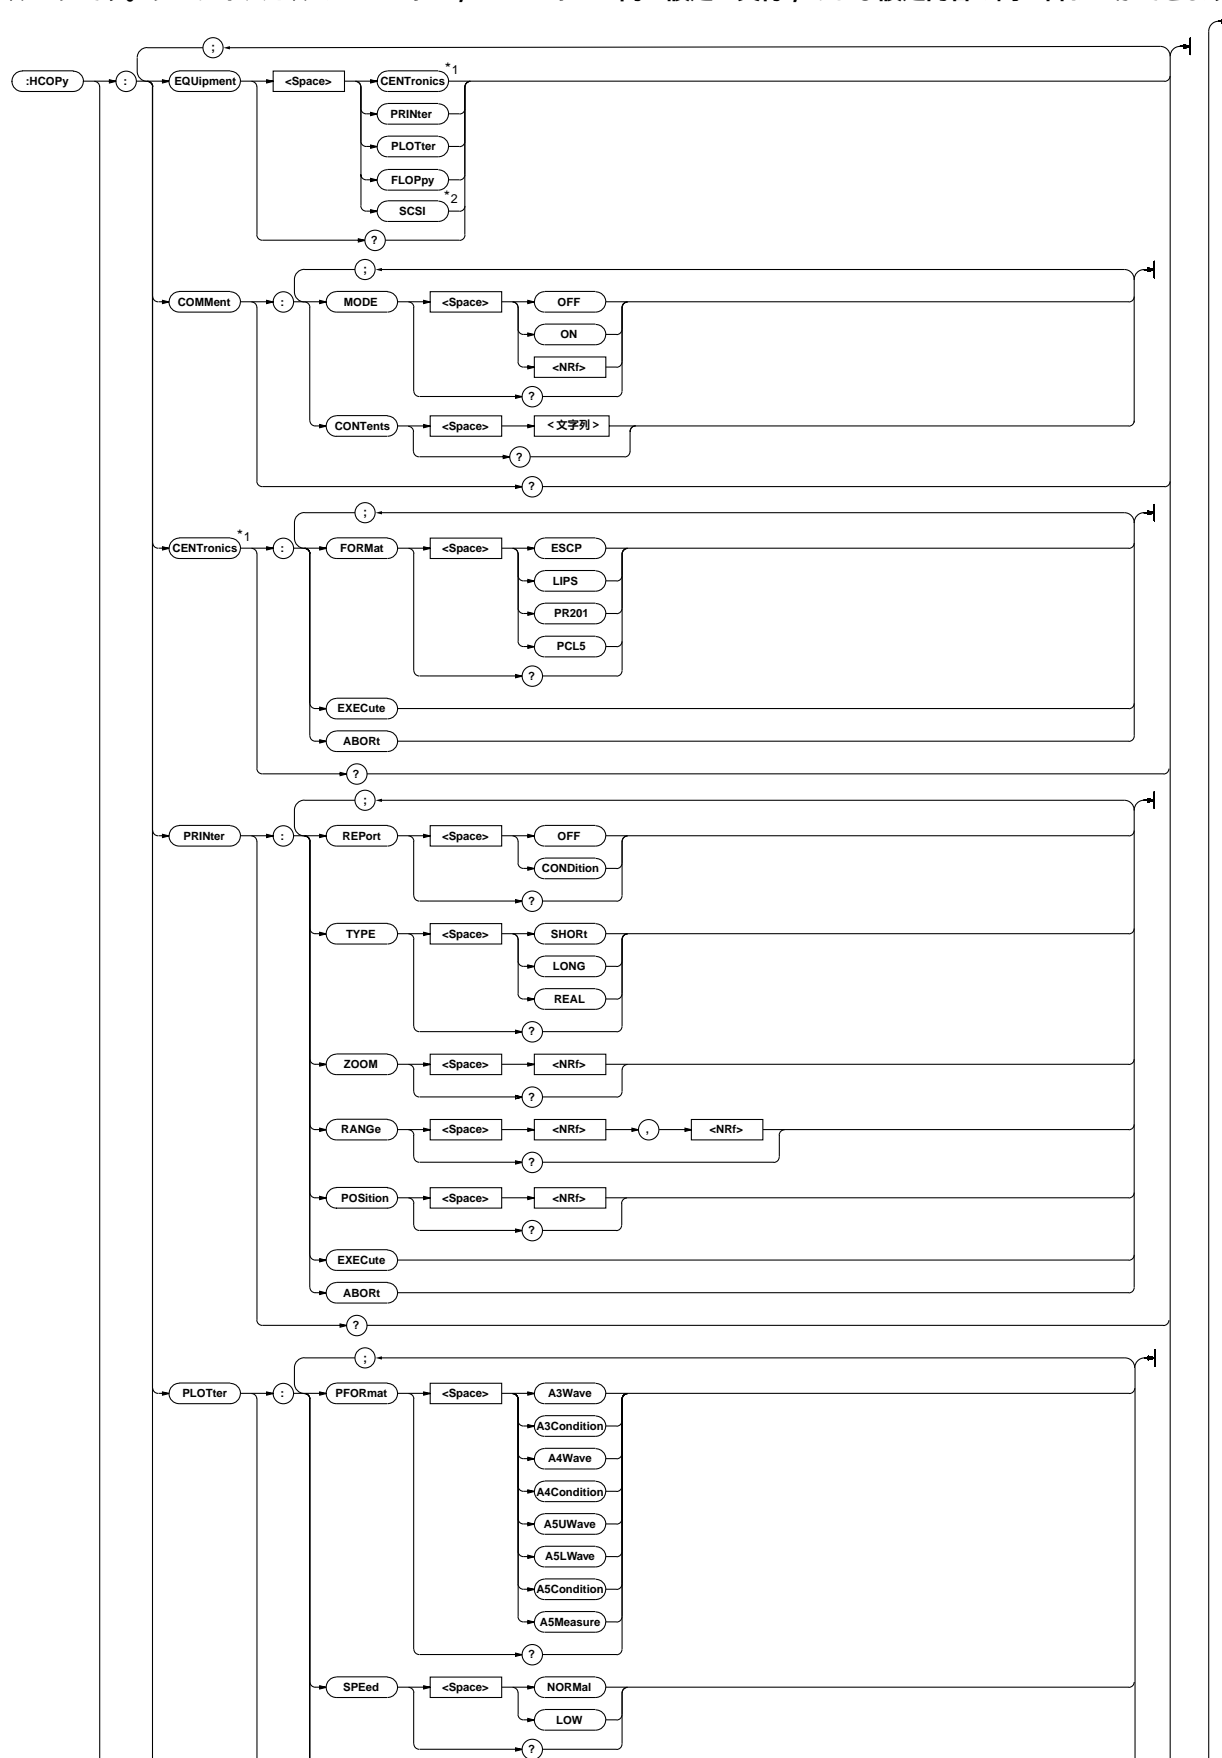 ;
:HCOPy : EQUipment <Space> CENTronics *1
PRINter
PLOTter
FLOPpy
SCSI *2
?
;
COMMent : MODE <Space> OFF
ON
<NRf>
?
CONTents <Space> <文字列>
?
?
;
CENTronics *1 : FORMat <Space> ESCP
LIPS
PR201
PCL5
?
EXECute
ABORt
?
;
PRINter : REPort <Space> OFF
CONDition
?
TYPE <Space> SHORt
LONG
REAL
?
ZOOM <Space> <NRf>
?
RANGe <Space> <NRf> , <NRf>
?
POSition <Space> <NRf>
?
EXECute
ABORt
?
;
PLOTter : PFORmat <Space> A3Wave
A3Condition
A4Wave
A4Condition
A5UWave
A5LWave
A5Condition
A5Measure
?
SPEed <Space> NORMal
LOW
?